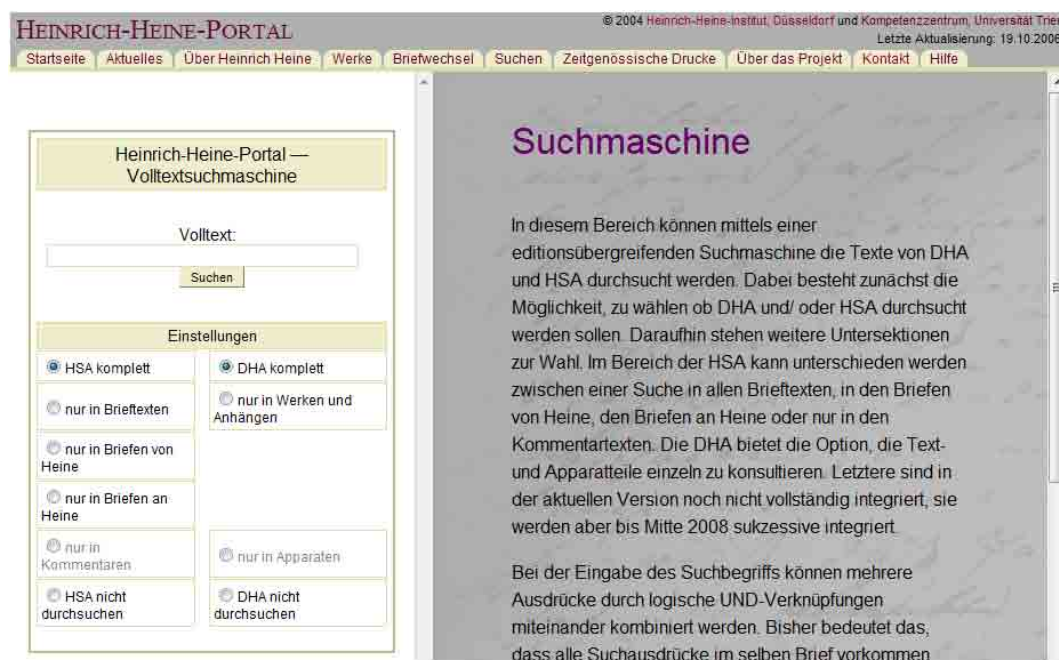 HEINRICH-HEINE-PORTAL
© 2004 Heinrich-Heine-Institut, Düsseldorf und Kompetenzzentrum, Universität Trier
Letzte Aktualisierung: 19.10.2006
Startseite Aktuelles Über Heinrich Heine Werke Briefwechsel Suchen Zeitgenössische Drucke Über das Projekt Kontakt Hilfe
Heinrich-Heine-Portal —
Volltextsuchmaschine
Volltext:
Suchen
Einstellungen
HSA komplett
DHA komplett
nur in Brieftexten
nur in Werken und
Anhängen
nur in Briefen von
Heine
nur in Briefen an
Heine
nur in
Kommentaren
nur in Apparaten
HSA nicht
durchsuchen
DHA nicht
durchsuchen
Suchmaschine
In diesem Bereich können mittels einer
editionsübergreifenden Suchmaschine die Texte von DHA
und HSA durchsucht werden. Dabei besteht zunächst die
Möglichkeit, zu wählen ob DHA und/ oder HSA durchsucht
werden sollen. Daraufhin stehen weitere Untersektionen
zur Wahl. Im Bereich der HSA kann unterschieden werden
zwischen einer Suche in allen Brieftexten, in den Briefen
von Heine, den Briefen an Heine oder nur in den
Kommentartexten. Die DHA bietet die Option, die Text-
und Apparatteile einzeln zu konsultieren. Letztere sind in
der aktuellen Version noch nicht vollständig integriert, sie
werden aber bis Mitte 2008 sukzessive integriert.
Bei der Eingabe des Suchbegriffs können mehrere
Ausdrücke durch logische UND-Verknüpfungen
miteinander kombiniert werden. Bisher bedeutet das,
dass alle Suchausdrücke im selben Brief vorkommen